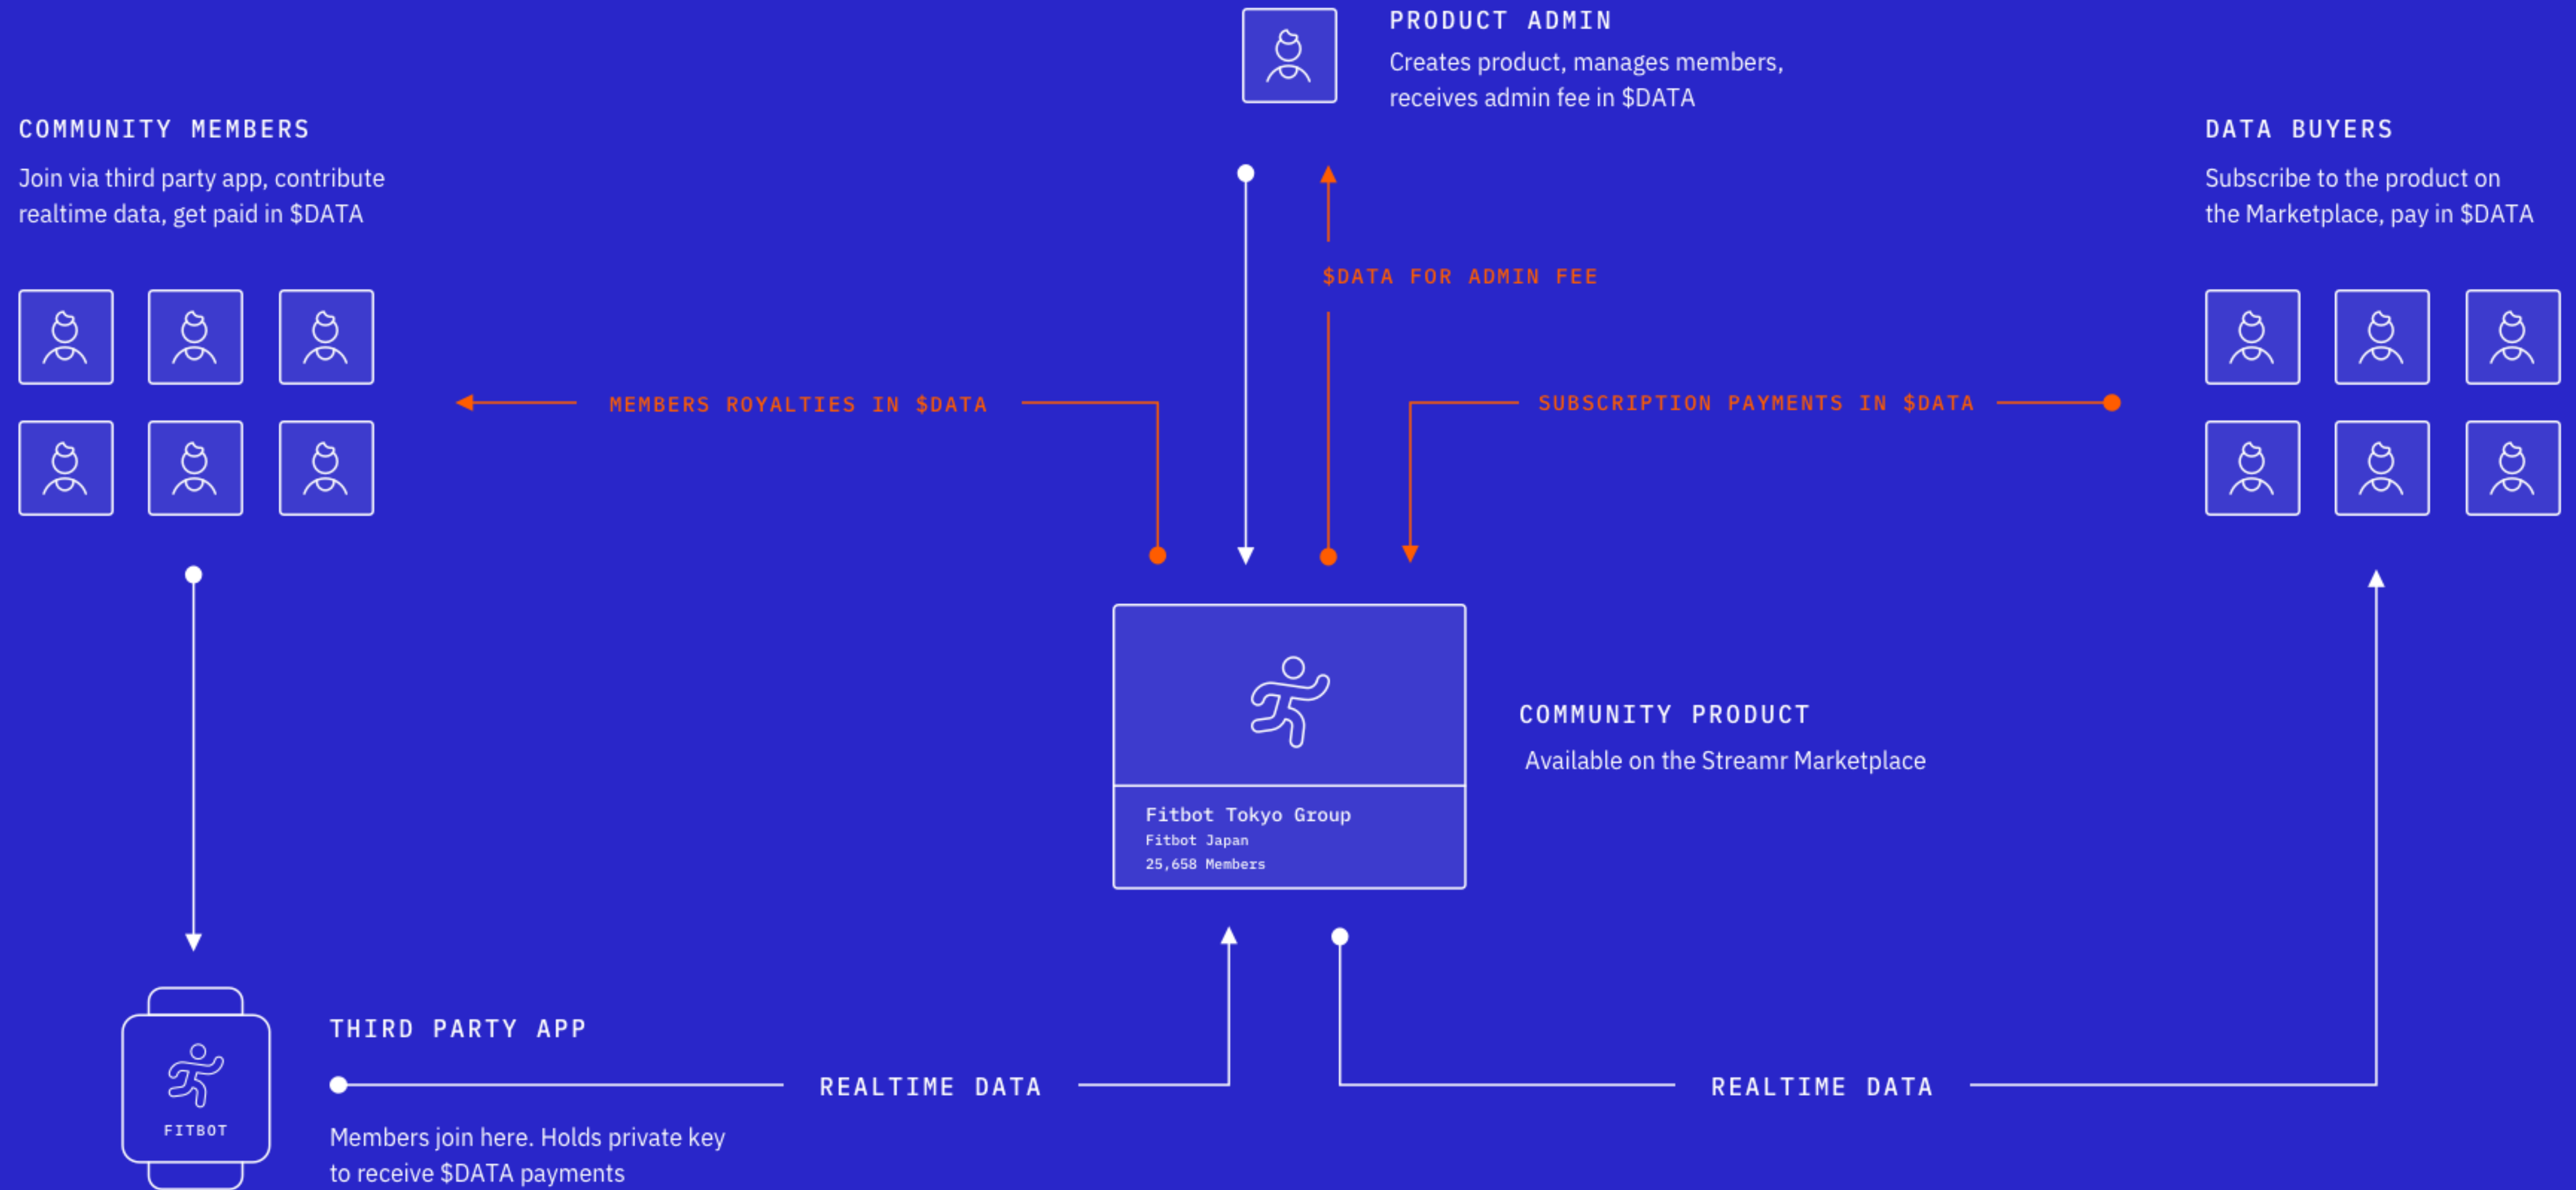 PRODUCT ADMIN
Creates product, manages members,
receives admin fee in $DATA
COMMUNITY MEMBERS
Join via third party app, contribute
realtime data, get paid in $DATA
DATA BUYERS
Subscribe to the product on
the Marketplace, pay in $DATA
$DATA FOR ADMIN FEE
MEMBERS ROYALTIES IN $DATA
SUBSCRIPTION PAYMENTS IN $DATA
COMMUNITY PRODUCT
Available on the Streamr Marketplace
Fitbot Tokyo Group
Fitbot Japan
25,658 Members
THIRD PARTY APP
REALTIME DATA
REALTIME DATA
FITBOT
Members join here. Holds private key
to receive $DATA payments